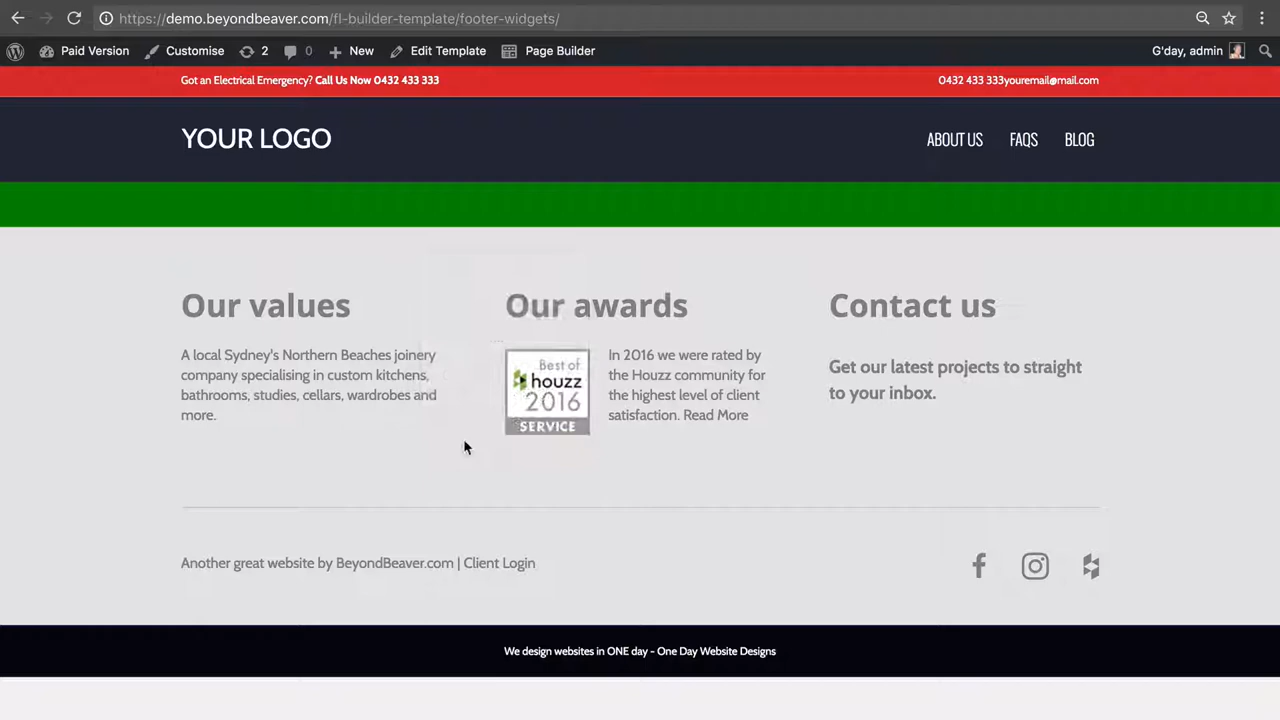 https://demo.beyondbeaver.com/fl-builder-template/footer-widgets/
Paid Version Customise 2 0 New Edit Template Page Builder G'day, admin
Got an Electrical Emergency? Call Us Now 0432 433 333 0432 433 333youremail@mail.com
YOUR LOGO ABOUT US FAQS BLOG
Our values
A local Sydney's Northern Beaches joinery
company specialising in custom kitchens,
bathrooms, studies, cellars, wardrobes and
more.
Our awards
Best of
houzz
2016
SERVICE
In 2016 we were rated by
the Houzz community for
the highest level of client
satisfaction. Read More
Contact us
Get our latest projects to straight
to your inbox.
Another great website by BeyondBeaver.com | Client Login
We design websites in ONE day - One Day Website Designs